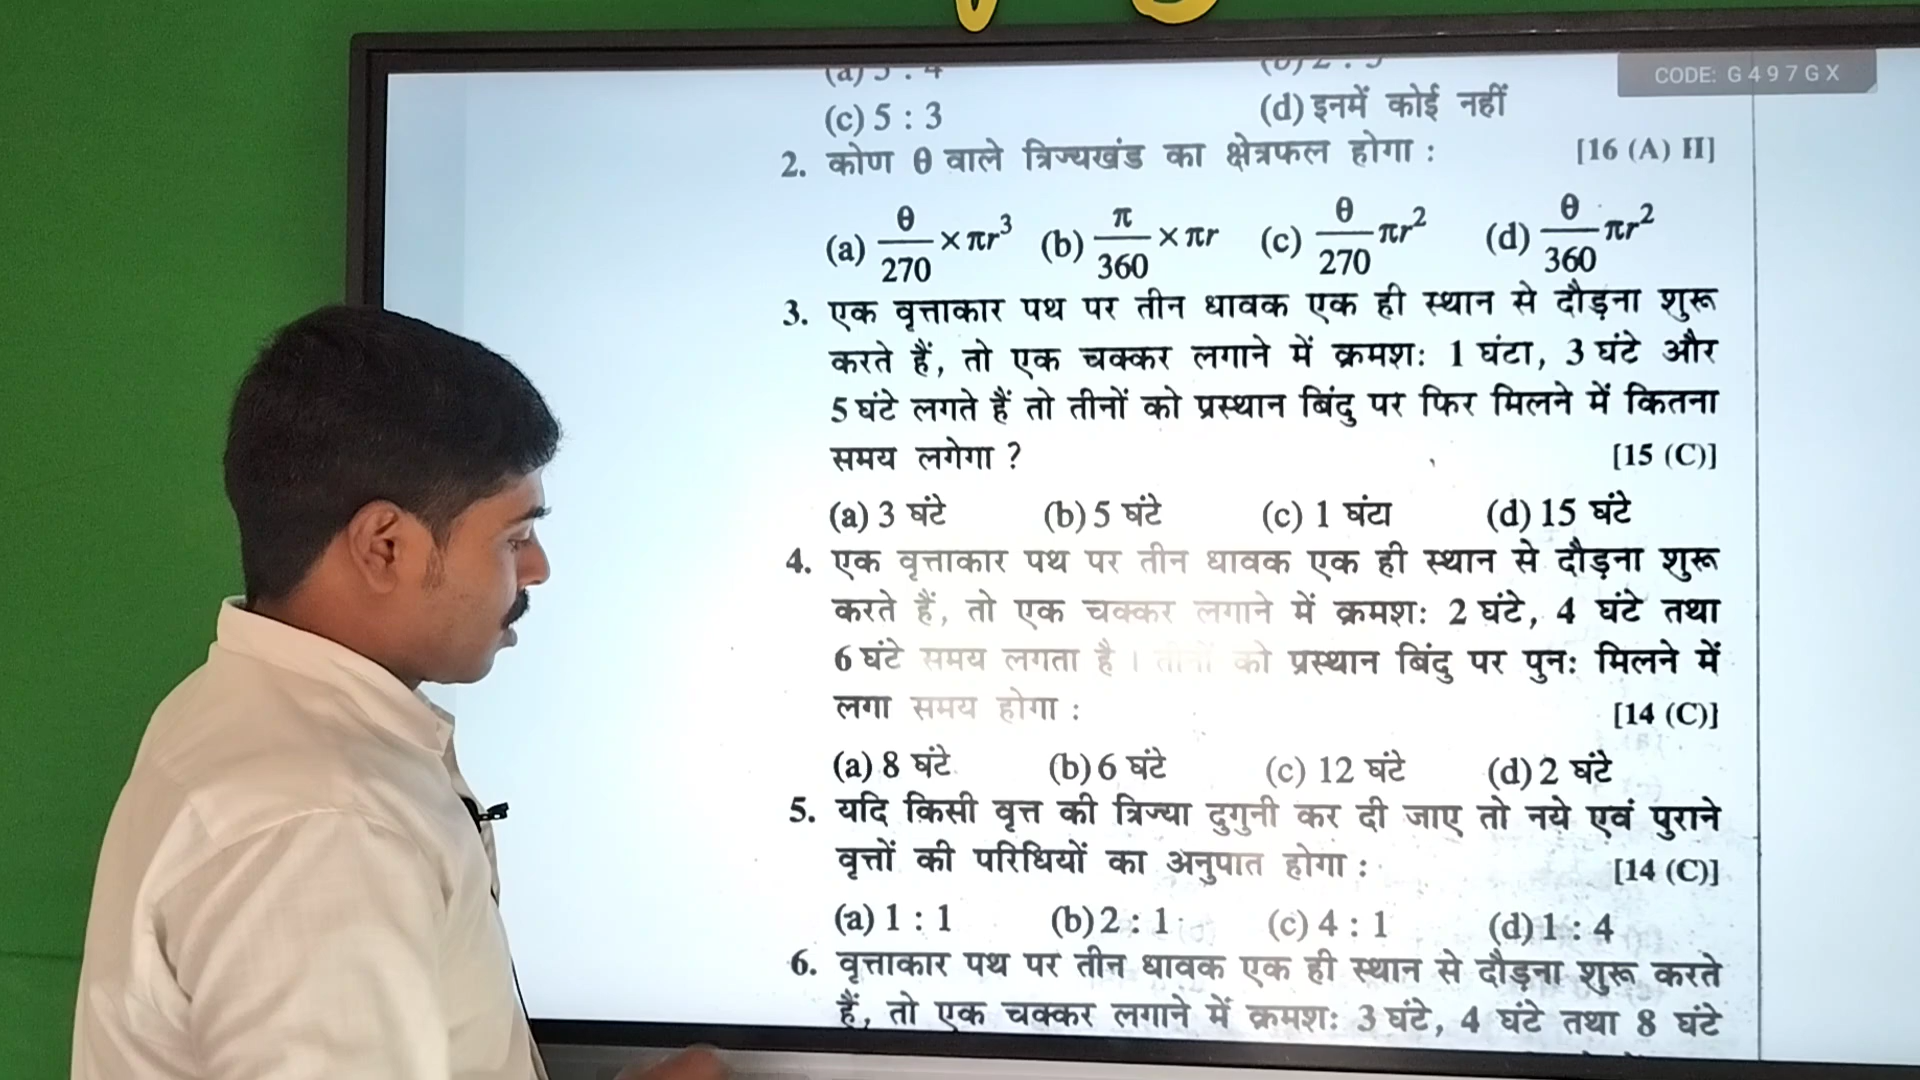 CODE: G497GX
(c) 5 : 3 (d) इनमें कोई नहीं
2. कोण θ वाले त्रिज्यखंड का क्षेत्रफल होगा : [16 (A) II]
(a) θ/270 × πr³ (b) π/360 × πr (c) θ/270 πr² (d) θ/360 πr²
3. एक वृत्ताकार पथ पर तीन धावक एक ही स्थान से दौड़ना शुरू
करते हैं, तो एक चक्कर लगाने में क्रमशः 1 घंटा, 3 घंटे और
5 घंटे लगते हैं तो तीनों को प्रस्थान बिंदु पर फिर मिलने में कितना
समय लगेगा ? [15 (C)]
(a) 3 घंटे (b) 5 घंटे (c) 1 घंटा (d) 15 घंटे
4. एक वृत्ताकार पथ पर तीन धावक एक ही स्थान से दौड़ना शुरू
करते हैं, तो एक चक्कर लगाने में क्रमशः 2 घंटे, 4 घंटे तथा
6 घंटे समय लगता है । तीनों को प्रस्थान बिंदु पर पुनः मिलने में
लगा समय होगा : [14 (C)]
(a) 8 घंटे (b) 6 घंटे (c) 12 घंटे (d) 2 घंटे
5. यदि किसी वृत्त की त्रिज्या दुगुनी कर दी जाए तो नये एवं पुराने
वृत्तों की परिधियों का अनुपात होगा : [14 (C)]
(a) 1 : 1 (b) 2 : 1 (c) 4 : 1 (d) 1 : 4
6. वृत्ताकार पथ पर तीन धावक एक ही स्थान से दौड़ना शुरू करते
हैं, तो एक चक्कर लगाने में क्रमशः 3 घंटे, 4 घंटे तथा 8 घंटे